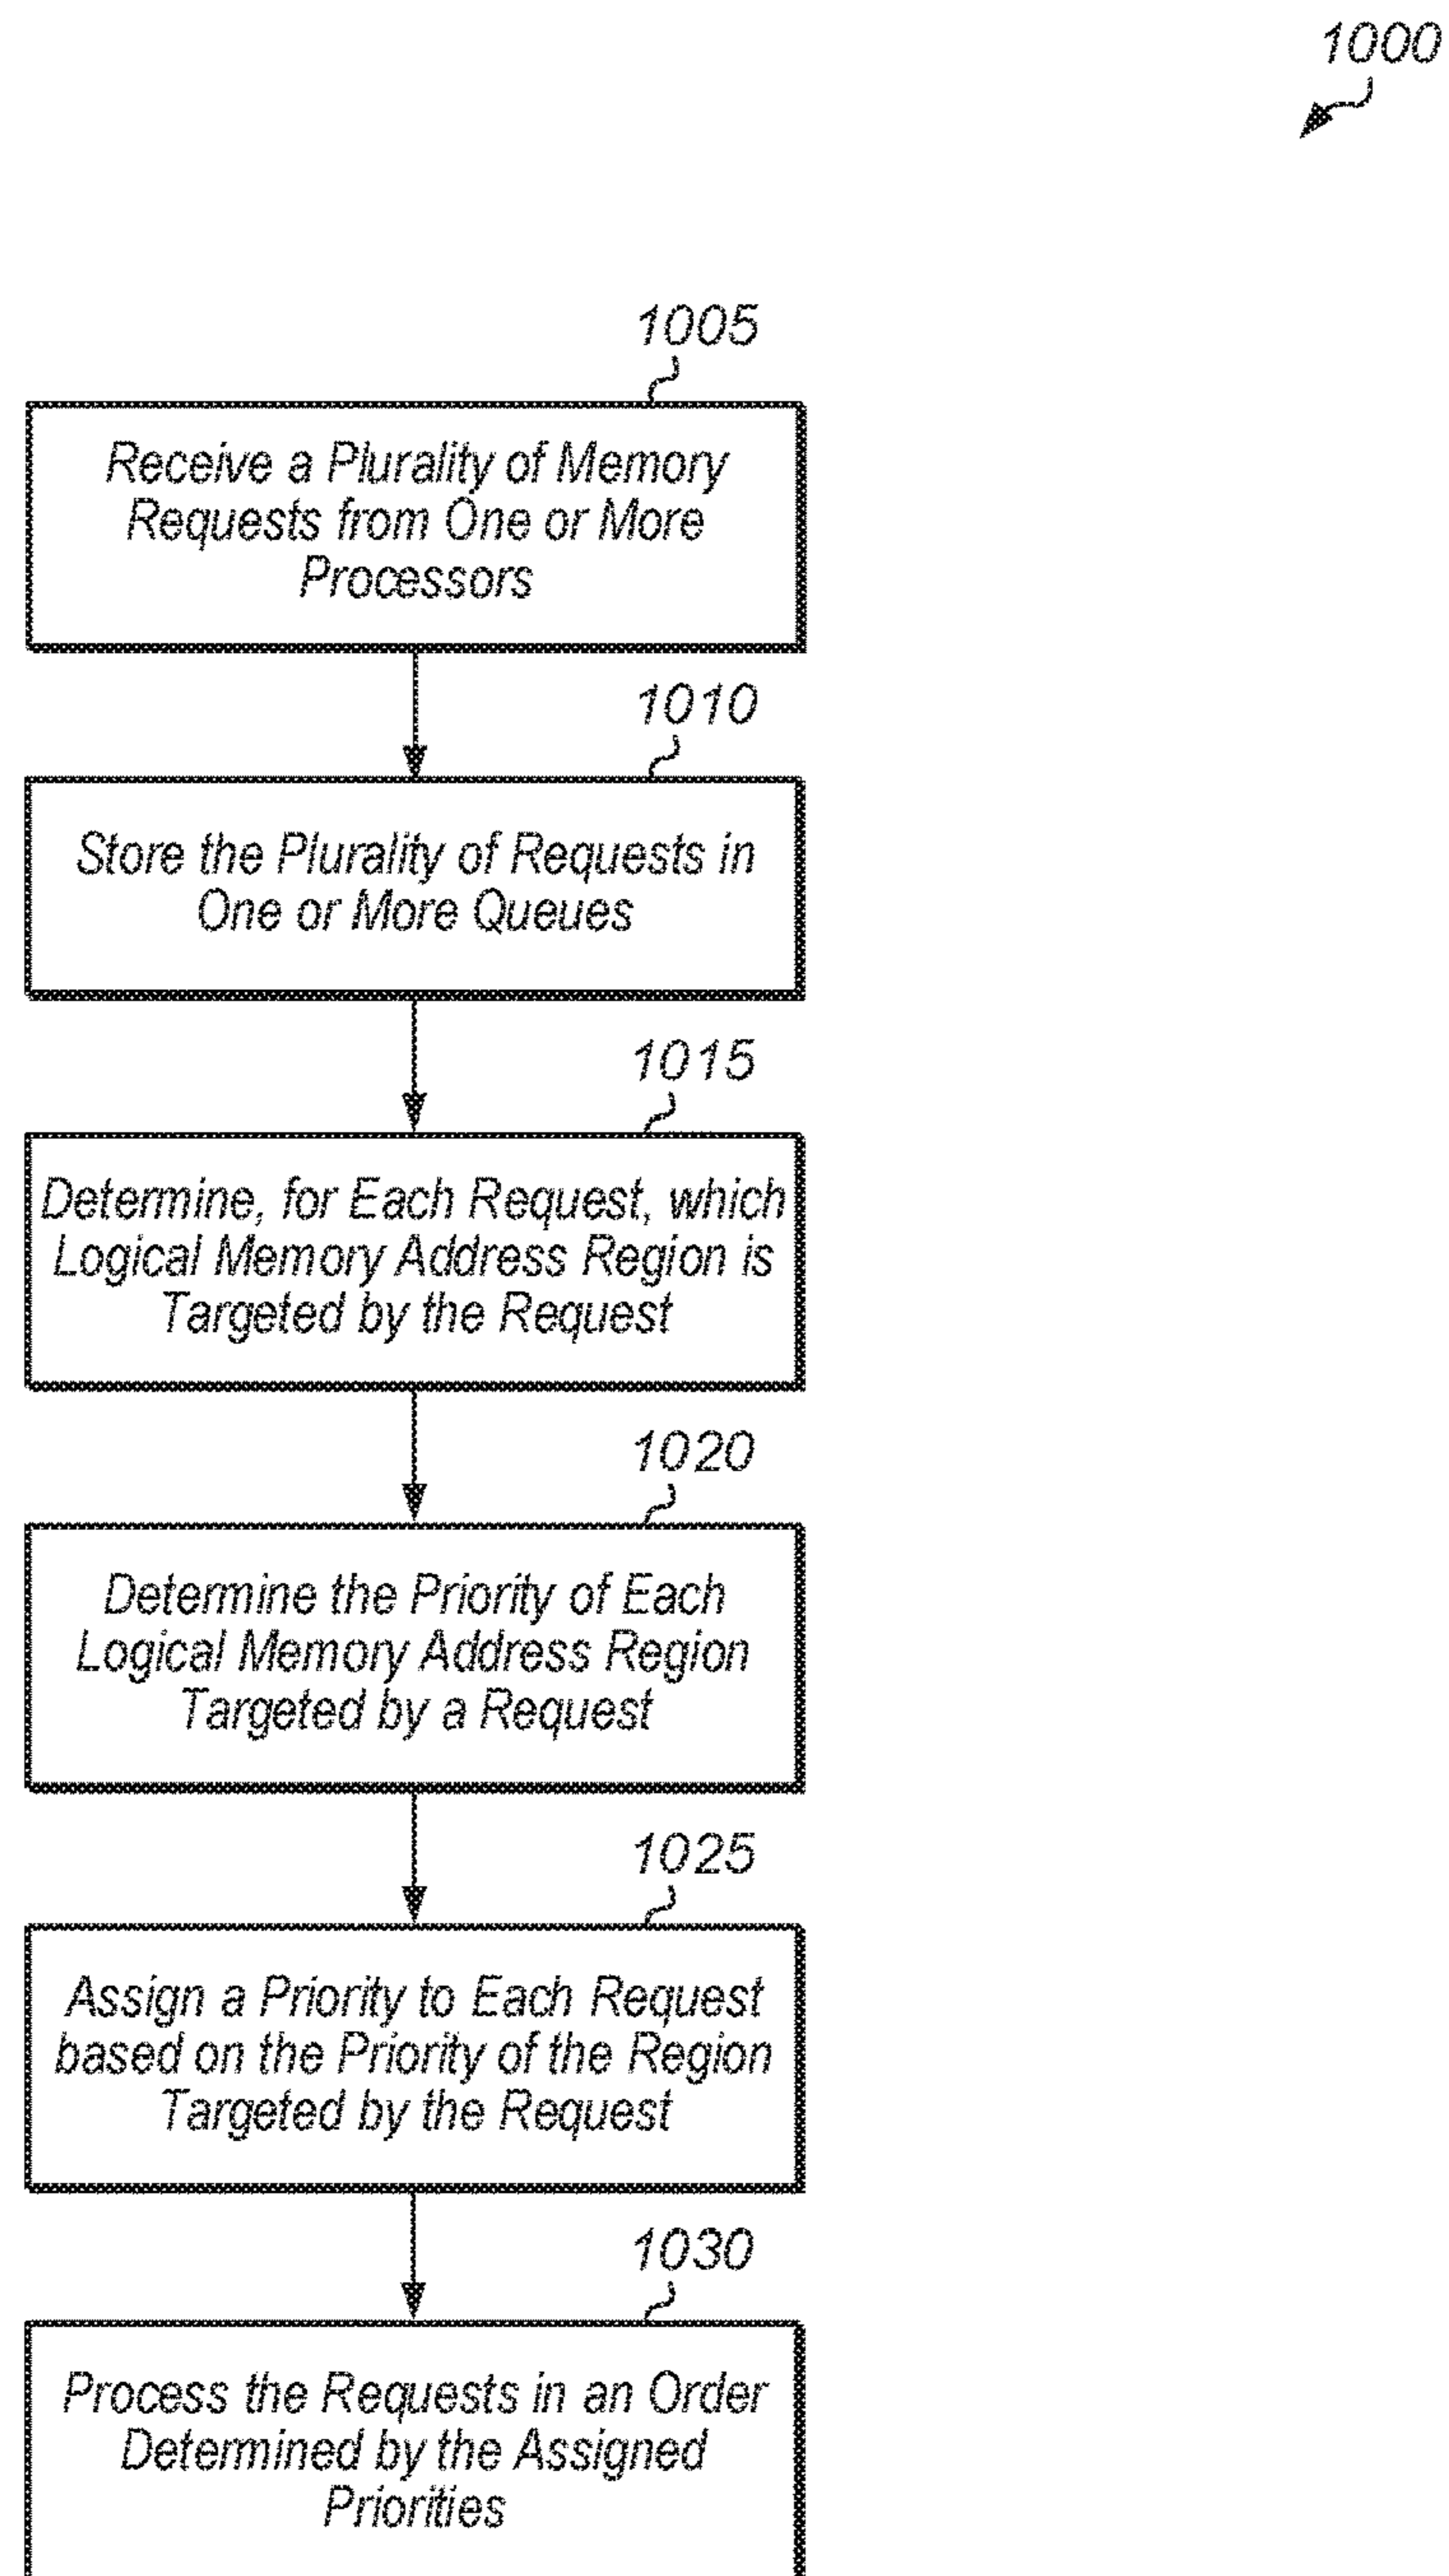 1000
1005
Receive a Plurality of Memory
Requests from One or More
Processors
1010
Store the Plurality of Requests in
One or More Queues
1015
Determine, for Each Request, which
Logical Memory Address Region is
Targeted by the Request
1020
Determine the Priority of Each
Logical Memory Address Region
Targeted by a Request
1025
Assign a Priority to Each Request
based on the Priority of the Region
Targeted by the Request
1030
Process the Requests in an Order
Determined by the Assigned
Priorities